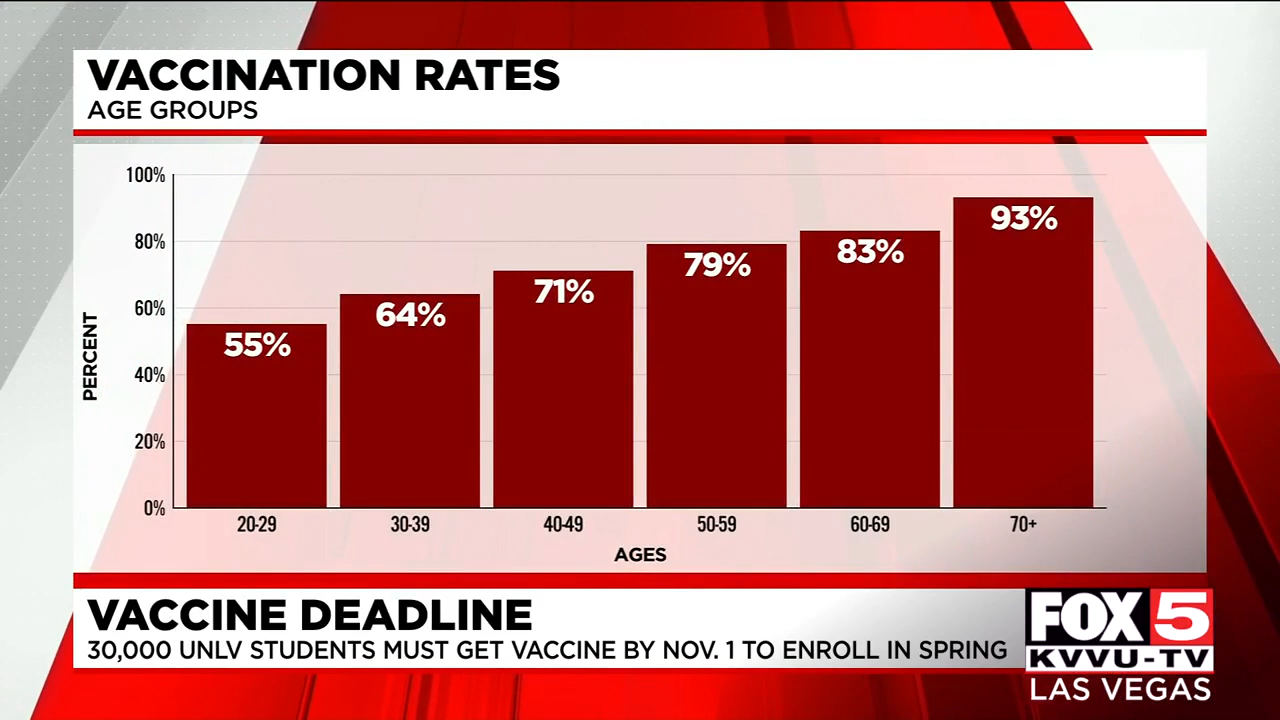 VACCINATION RATES
AGE GROUPS
100%
80%
60%
40%
20%
0%
PERCENT
55%
64%
71%
79%
83%
93%
20-29
30-39
40-49
50-59
60-69
70+
AGES
VACCINE DEADLINE
30,000 UNLV STUDENTS MUST GET VACCINE BY NOV. 1 TO ENROLL IN SPRING
FOX 5
KVVU-TV
LAS VEGAS